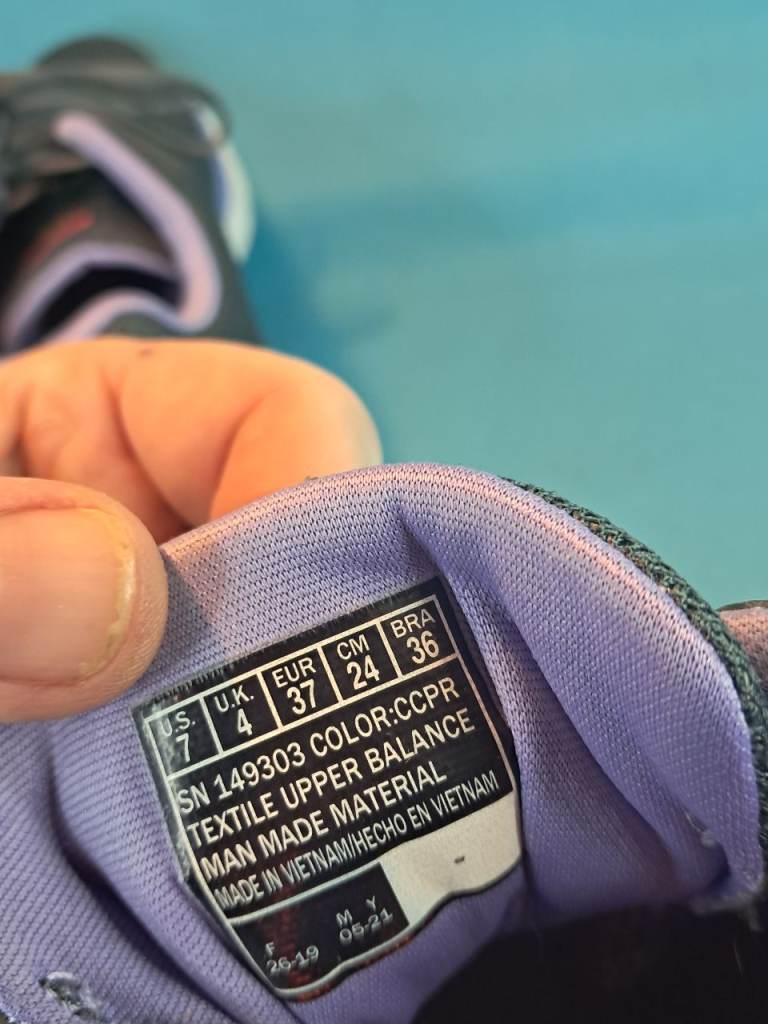 U.S. U.K. EUR CM BRA
7 4 37 24 36
SN 149303 COLOR:CCPR
TEXTILE UPPER BALANCE
MAN MADE MATERIAL
MADE IN VIETNAM/HECHO EN VIETNAM
F M Y
26-19 05-21